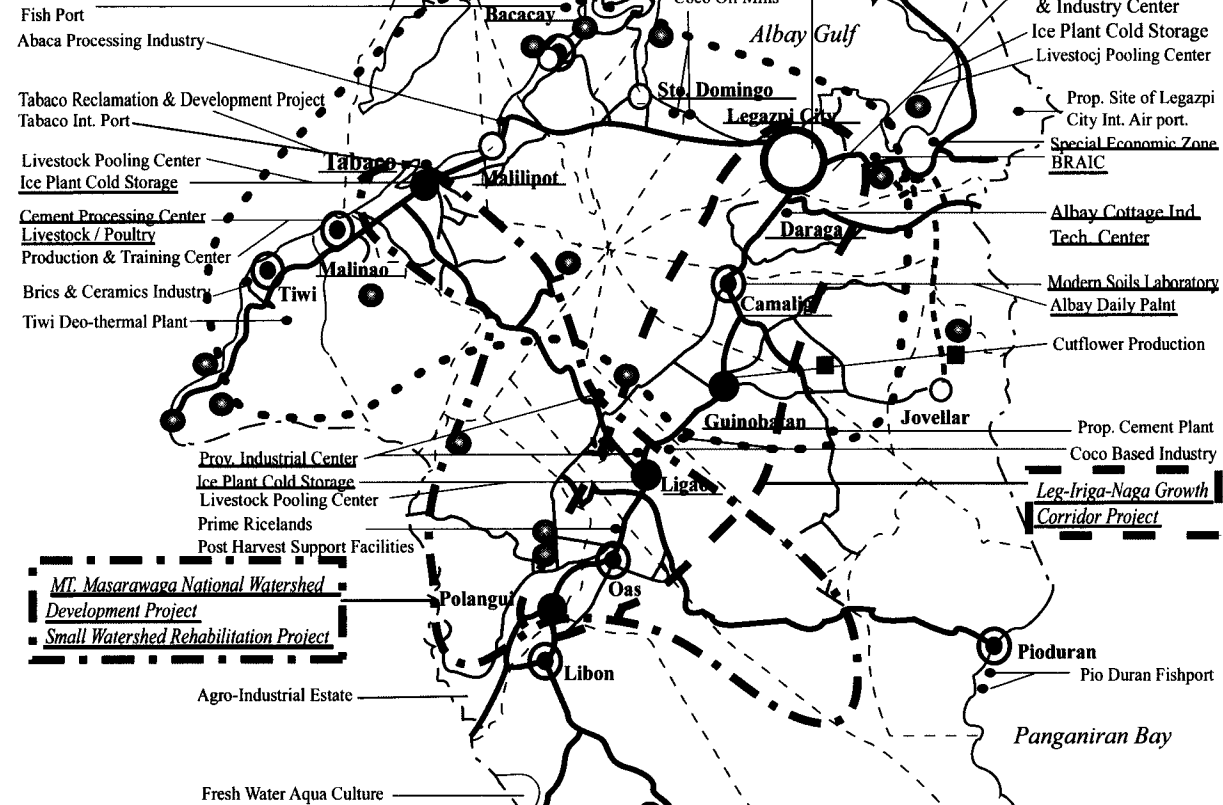 Fish Port
Abaca Processing Industry
Tabaco Reclamation & Development Project
Tabaco Int. Port
Livestock Pooling Center
Ice Plant Cold Storage
Cement Processing Center
Livestock / Poultry
Production & Training Center
Brics & Ceramics Industry
Tiwi Deo-thermal Plant
Prov. Industrial Center
Ice Plant Cold Storage
Livestock Pooling Center
Prime Ricelands
Post Harvest Support Facilities
MT. Masarawaga National Watershed
Development Project
Small Watershed Rehabilitation Project
Agro-Industrial Estate
Fresh Water Aqua Culture
Bacacay
Coco Oil Mills
Albay Gulf
Sto. Domingo
Legazpi City
Tabaco
Malilipot
Malinao
Tiwi
Daraga
Camalig
Guinobatan
Jovellar
Ligao
Oas
Polangui
Libon
Pioduran
Panganiran Bay
& Industry Center
Ice Plant Cold Storage
Livestocj Pooling Center
Prop. Site of Legazpi
City Int. Air port.
Special Economic Zone
BRAIC
Albay Cottage Ind.
Tech. Center
Modern Soils Laboratory
Albay Daily Palnt
Cutflower Production
Prop. Cement Plant
Coco Based Industry
Leg-Iriga-Naga Growth
Corridor Project
Pio Duran Fishport